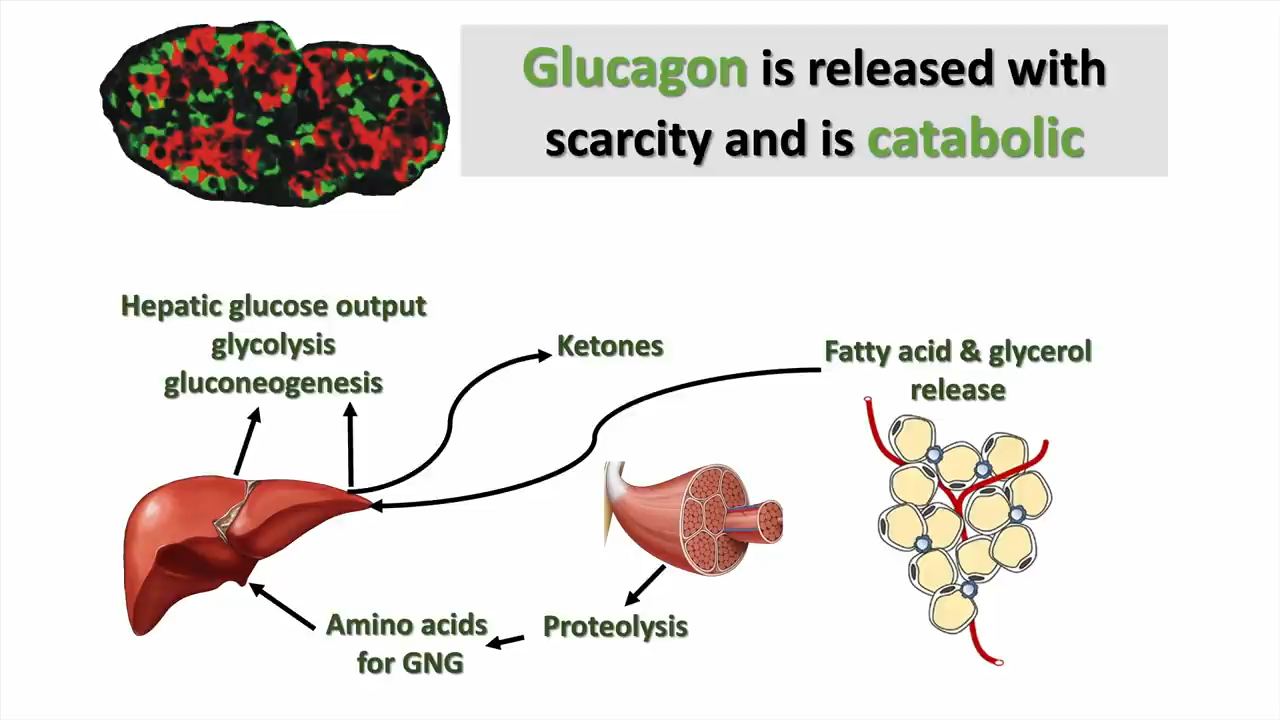 Glucagon is released with
scarcity and is catabolic
Hepatic glucose output
glycolysis
gluconeogenesis
Ketones
Fatty acid & glycerol
release
Proteolysis
Amino acids
for GNG